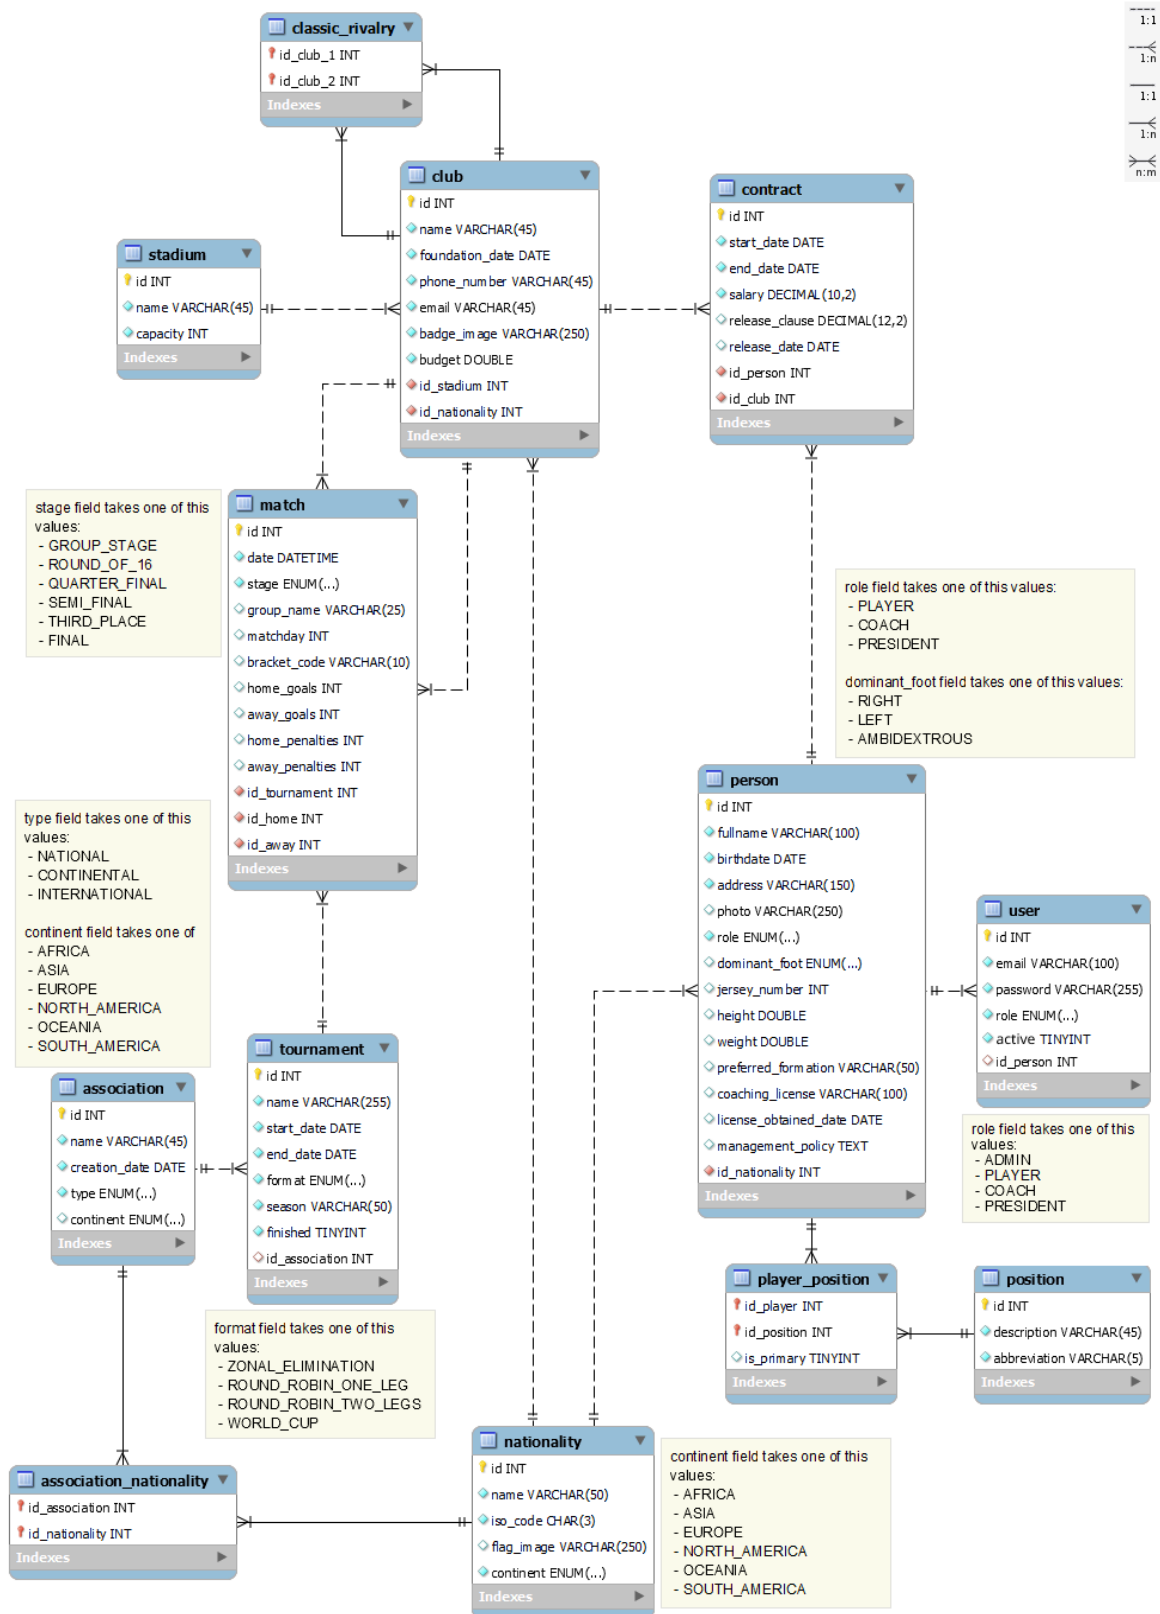 classic_rivalry
id_club_1 INT
id_club_2 INT
Indexes
1:1
1:n
1:1
1:n
n:m
club
id INT
name VARCHAR(45)
foundation_date DATE
phone_number VARCHAR(45)
email VARCHAR(45)
badge_image VARCHAR(250)
budget DOUBLE
id_stadium INT
id_nationality INT
Indexes
contract
id INT
start_date DATE
end_date DATE
salary DECIMAL(10,2)
release_clause DECIMAL(12,2)
release_date DATE
id_person INT
id_club INT
Indexes
stadium
id INT
name VARCHAR(45)
capacity INT
Indexes
stage field takes one of this
values:
- GROUP_STAGE
- ROUND_OF_16
- QUARTER_FINAL
- SEMI_FINAL
- THIRD_PLACE
- FINAL
match
id INT
date DATETIME
stage ENUM(...)
group_name VARCHAR(25)
matchday INT
bracket_code VARCHAR(10)
home_goals INT
away_goals INT
home_penalties INT
away_penalties INT
id_tournament INT
id_home INT
id_away INT
Indexes
role field takes one of this values:
- PLAYER
- COACH
- PRESIDENT
dominant_foot field takes one of this values:
- RIGHT
- LEFT
- AMBIDEXTROUS
type field takes one of this
values:
- NATIONAL
- CONTINENTAL
- INTERNATIONAL
continent field takes one of
- AFRICA
- ASIA
- EUROPE
- NORTH_AMERICA
- OCEANIA
- SOUTH_AMERICA
person
id INT
fullname VARCHAR(100)
birthdate DATE
address VARCHAR(150)
photo VARCHAR(250)
role ENUM(...)
dominant_foot ENUM(...)
jersey_number INT
height DOUBLE
weight DOUBLE
preferred_formation VARCHAR(50)
coaching_license VARCHAR(100)
license_obtained_date DATE
management_policy TEXT
id_nationality INT
Indexes
user
id INT
email VARCHAR(100)
password VARCHAR(255)
role ENUM(...)
active TINYINT
id_person INT
Indexes
role field takes one of this
values:
- ADMIN
- PLAYER
- COACH
- PRESIDENT
association
id INT
name VARCHAR(45)
creation_date DATE
type ENUM(...)
continent ENUM(...)
Indexes
tournament
id INT
name VARCHAR(255)
start_date DATE
end_date DATE
format ENUM(...)
season VARCHAR(50)
finished TINYINT
id_association INT
Indexes
format field takes one of this
values:
- ZONAL_ELIMINATION
- ROUND_ROBIN_ONE_LEG
- ROUND_ROBIN_TWO_LEGS
- WORLD_CUP
player_position
id_player INT
id_position INT
is_primary TINYINT
Indexes
position
id INT
description VARCHAR(45)
abbreviation VARCHAR(5)
Indexes
association_nationality
id_association INT
id_nationality INT
Indexes
nationality
id INT
name VARCHAR(50)
iso_code CHAR(3)
flag_image VARCHAR(250)
continent ENUM(...)
Indexes
continent field takes one of this
values:
- AFRICA
- ASIA
- EUROPE
- NORTH_AMERICA
- OCEANIA
- SOUTH_AMERICA